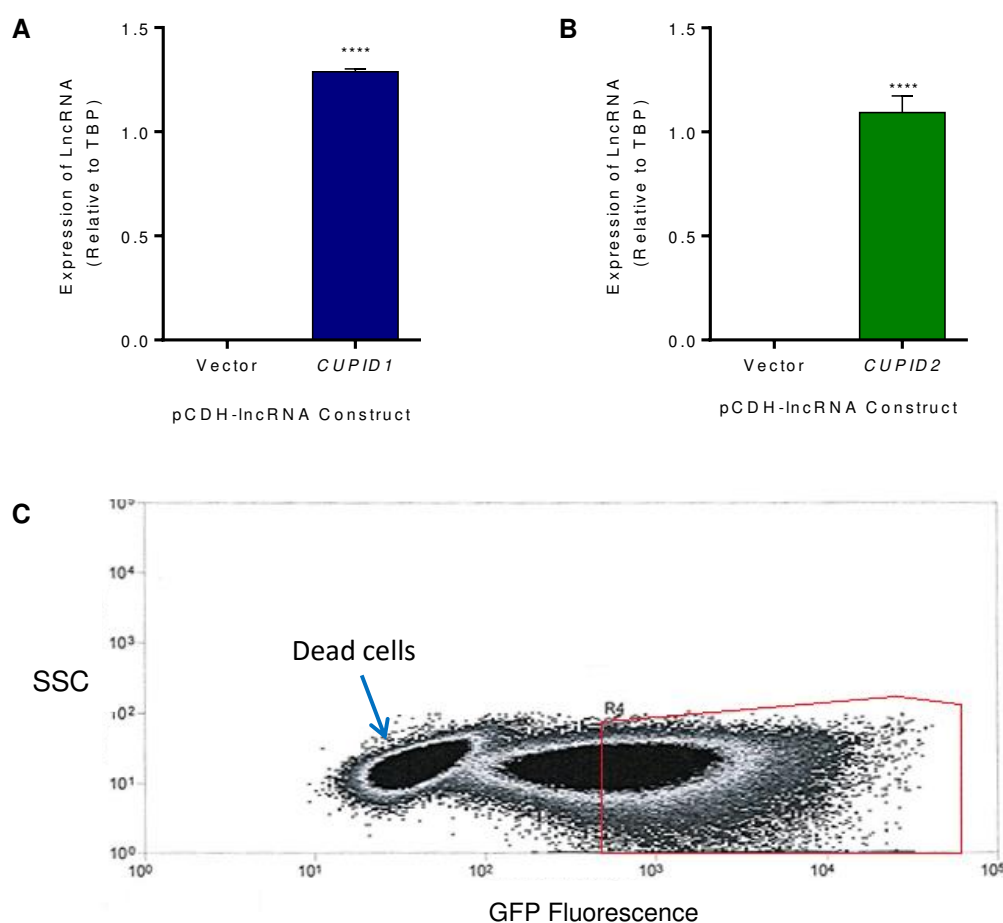 A
Expression of LncRNA
(Relative to TBP)
1.5
1.0
0.5
0.0
****
Vector
CUPID1
pCDH-lncRNA Construct
B
Expression of LncRNA
(Relative to TBP)
1.5
1.0
0.5
0.0
****
Vector
CUPID2
pCDH-lncRNA Construct
C
SSC
10⁴
10³
10²
10¹
10⁰
Dead cells
R4
10⁰
10¹
10²
10³
10⁴
10⁵
GFP Fluorescence